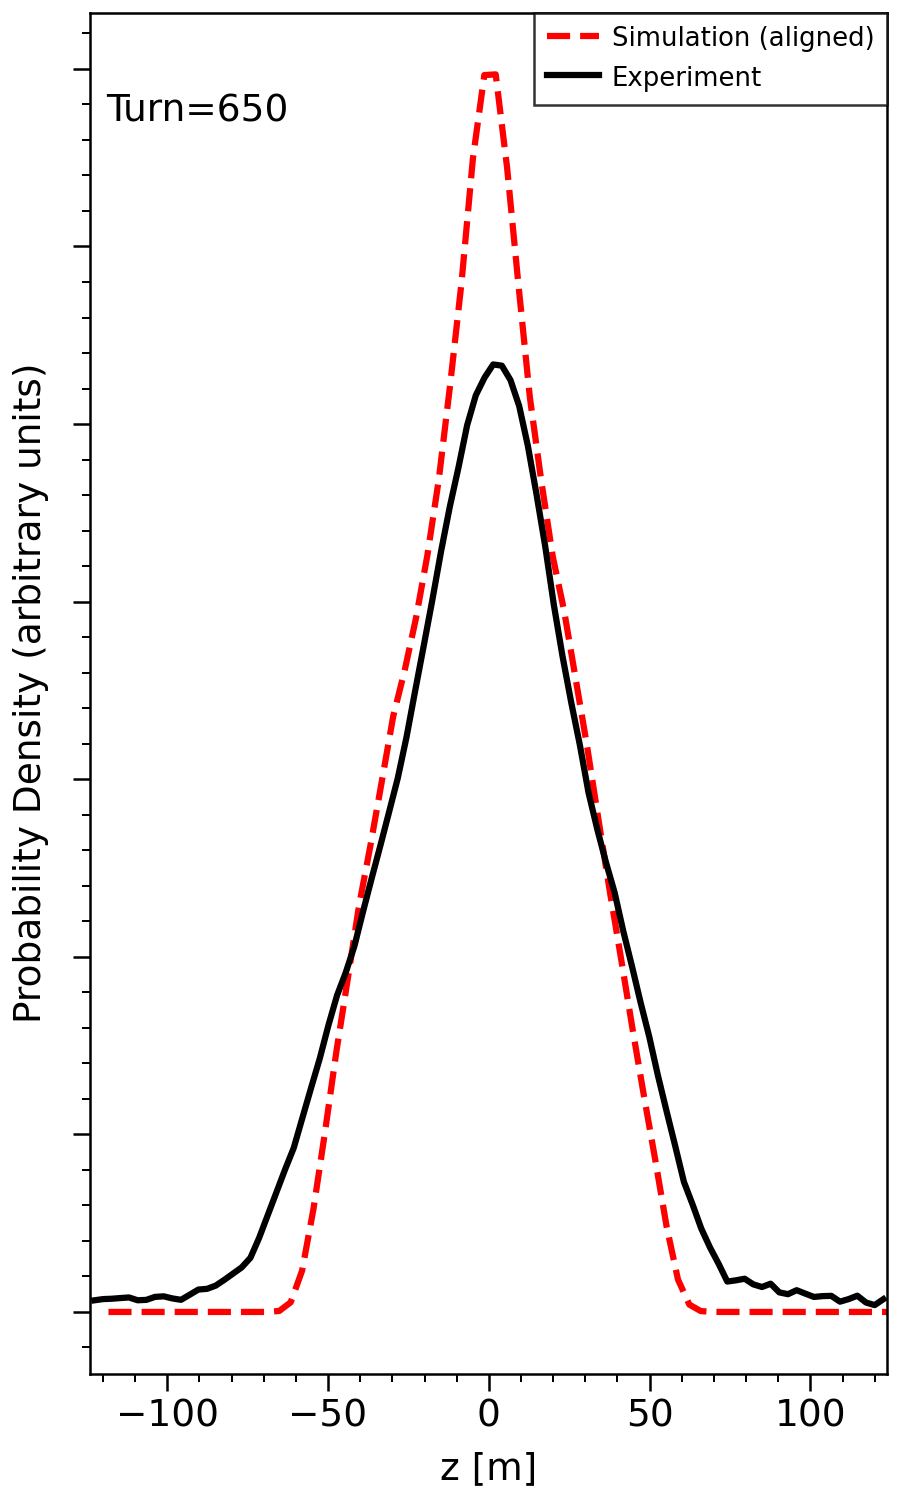 Simulation (aligned)
Experiment
Turn=650
Probability Density (arbitrary units)
−100 −50 0 50 100
z [m]